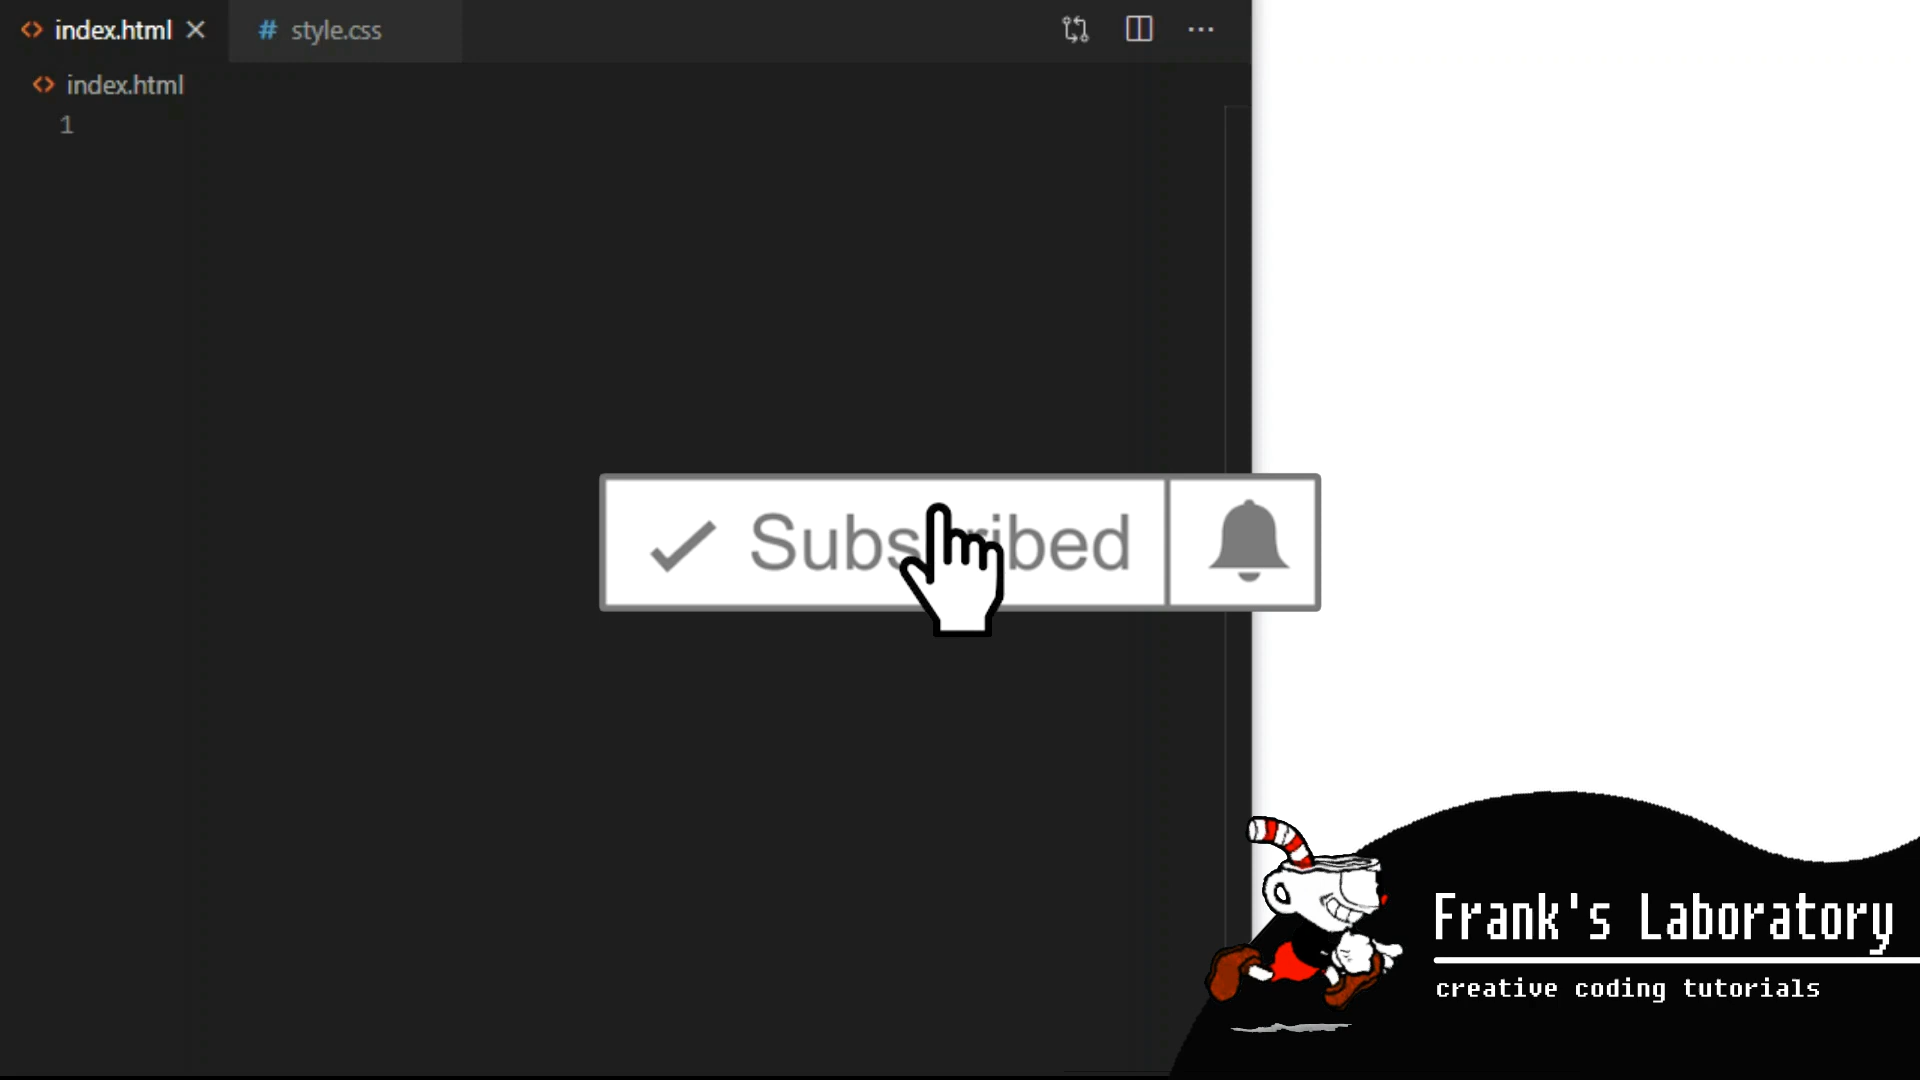 index.html
# style.css
index.html
1
Subscribed
Frank's Laboratory
creative coding tutorials